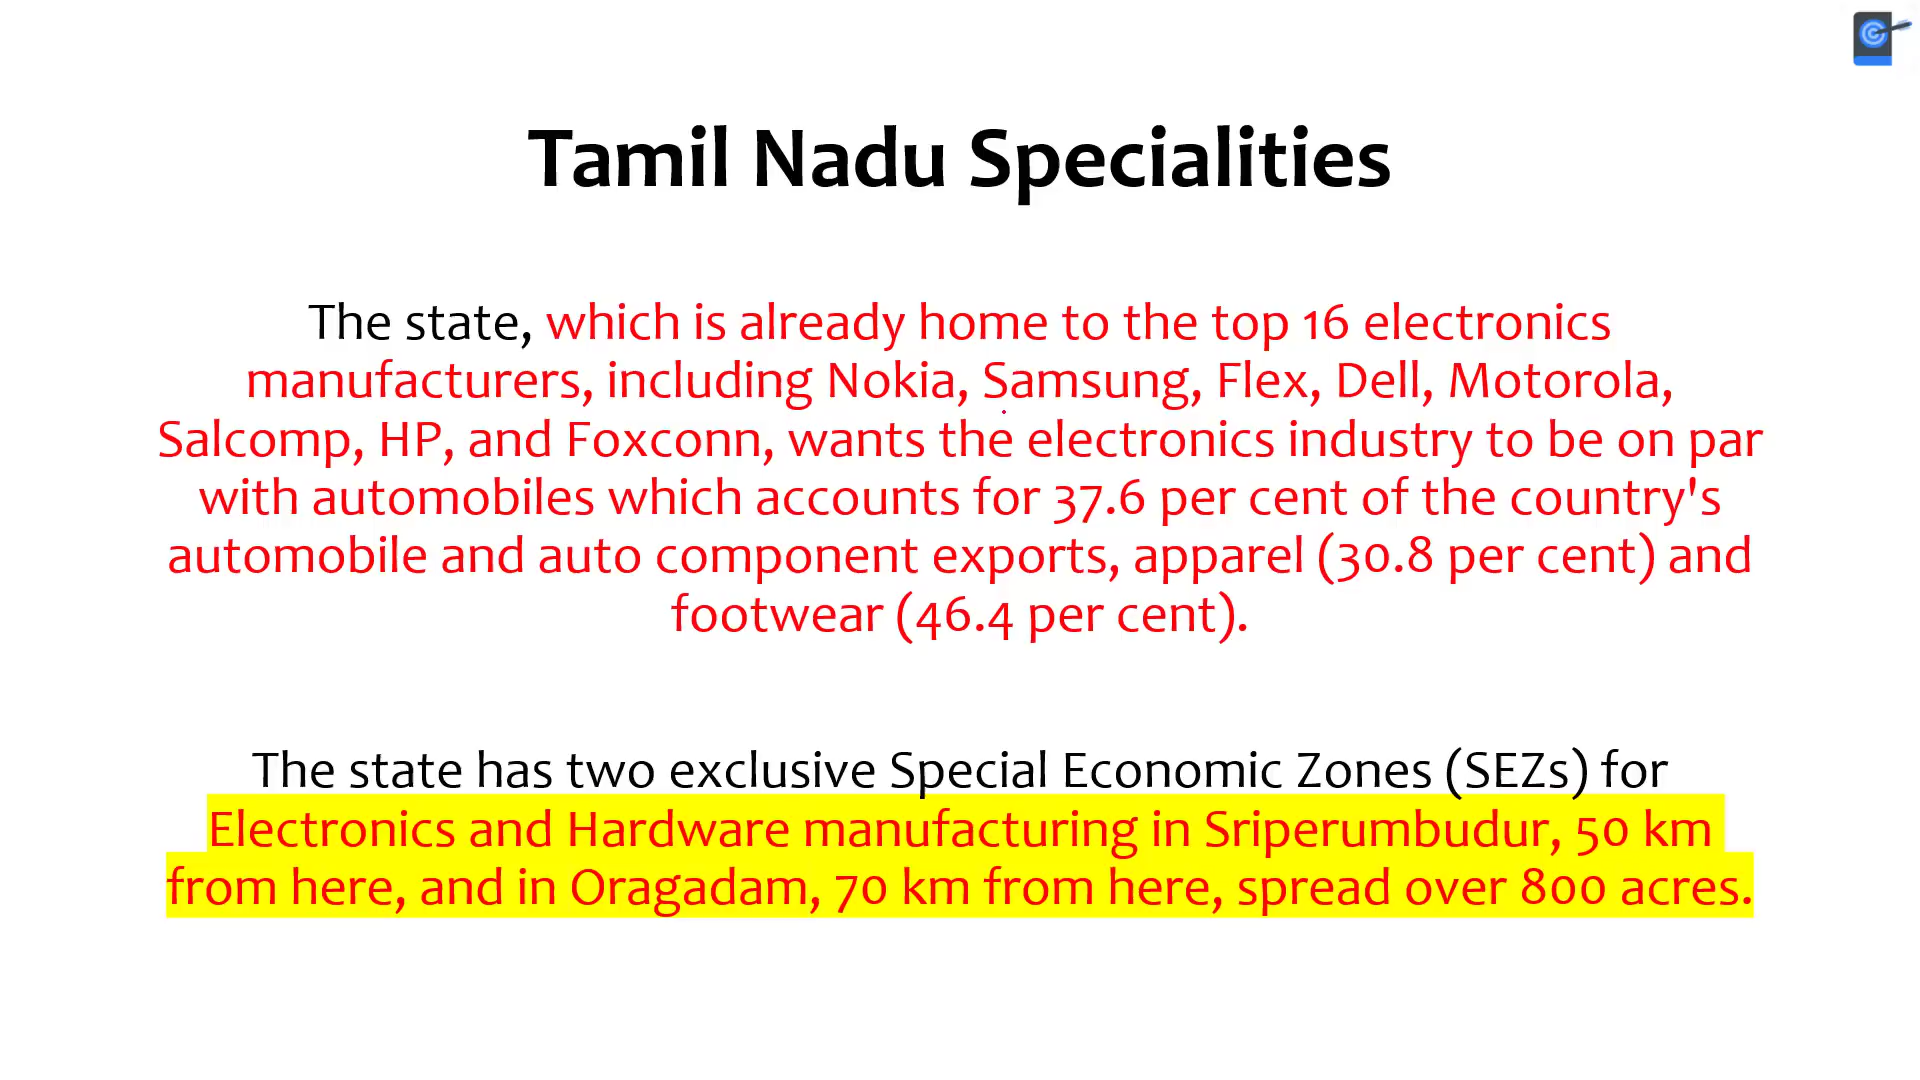 Tamil Nadu Specialities
The state, which is already home to the top 16 electronics
manufacturers, including Nokia, Samsung, Flex, Dell, Motorola,
Salcomp, HP, and Foxconn, wants the electronics industry to be on par
with automobiles which accounts for 37.6 per cent of the country's
automobile and auto component exports, apparel (30.8 per cent) and
footwear (46.4 per cent).
The state has two exclusive Special Economic Zones (SEZs) for
Electronics and Hardware manufacturing in Sriperumbudur, 50 km
from here, and in Oragadam, 70 km from here, spread over 800 acres.